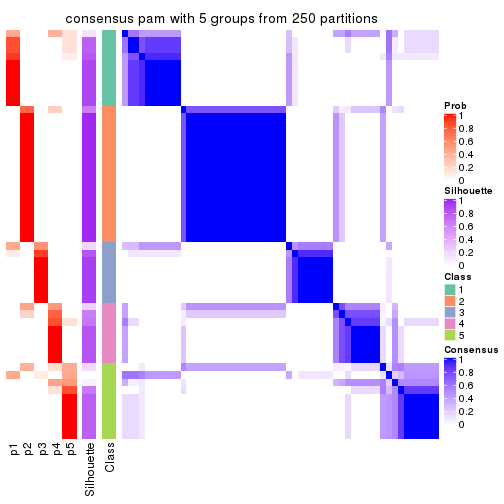 consensus pam with 5 groups from 250 partitions
Prob
1
0.8
0.6
0.4
0.2
0
Silhouette
1
0.8
0.6
0.4
0.2
0
Class
1
2
3
4
5
Consensus
1
0.8
0.6
0.4
0.2
0
p1
p2
p3
p4
p5
Silhouette
Class